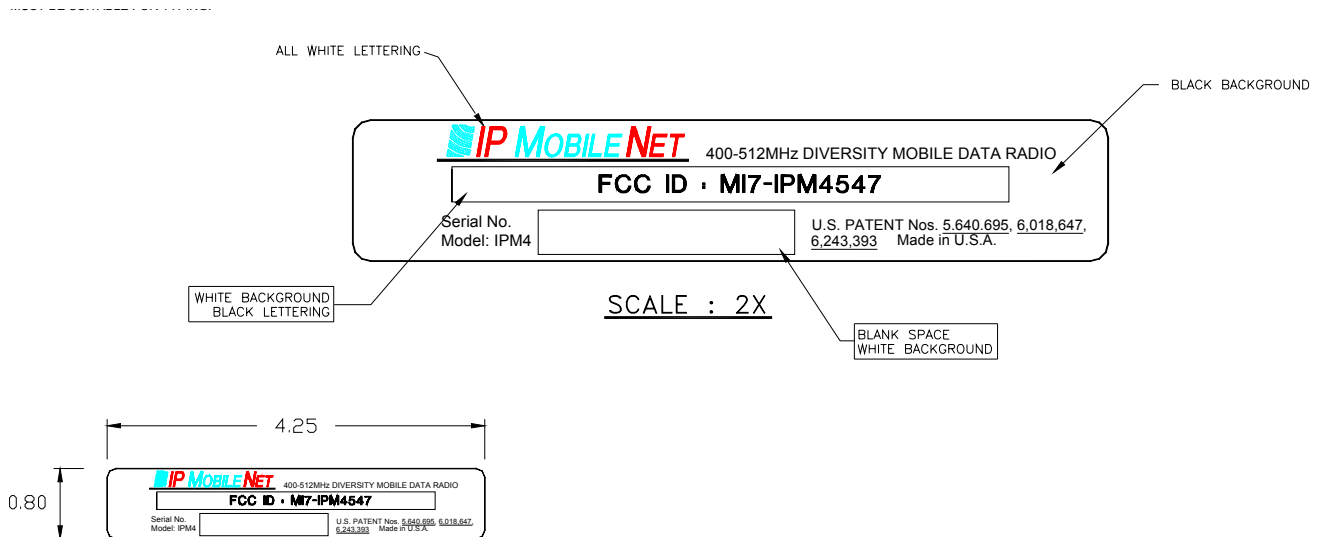 ALL WHITE LETTERING
BLACK BACKGROUND
IP MOBILE NET 400-512MHz DIVERSITY MOBILE DATA RADIO
FCC ID : MI7-IPM4547
Serial No.
Model: IPM4
U.S. PATENT Nos. 5.640.695, 6,018,647,
6,243,393 Made in U.S.A.
WHITE BACKGROUND
BLACK LETTERING
SCALE : 2X
BLANK SPACE
WHITE BACKGROUND
4.25
0.80
IP MOBILE NET 400-512MHz DIVERSITY MOBILE DATA RADIO
FCC ID : MI7-IPM4547
Serial No.
Model: IPM4
U.S. PATENT Nos. 5.640.695, 6,018,647,
6,243,393 Made in U.S.A.